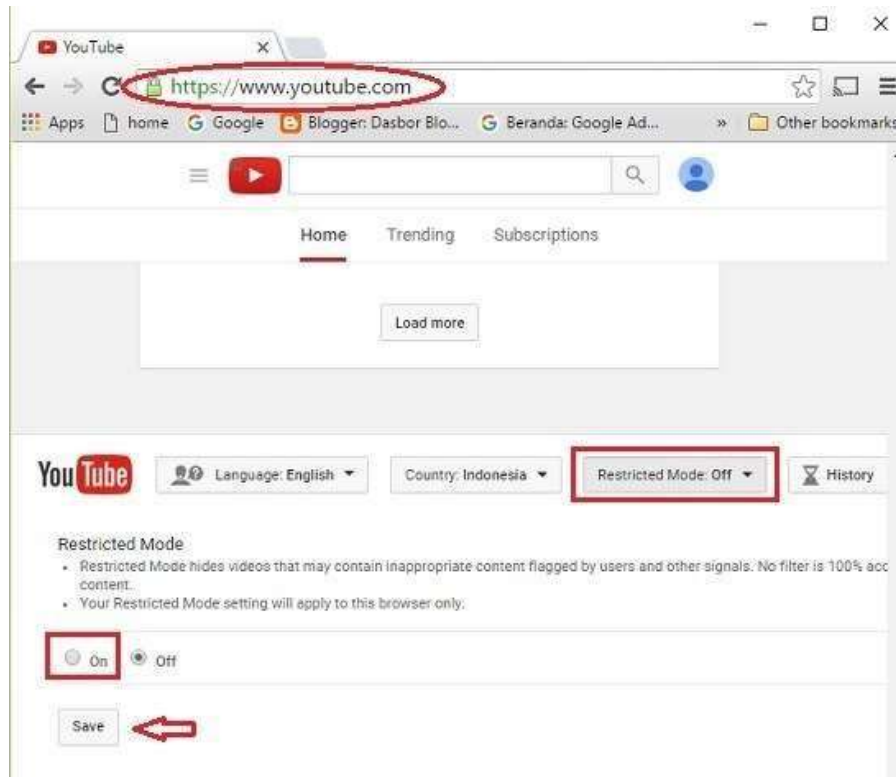 YouTube
https://www.youtube.com
Apps home Google Blogger: Dasbor Blo... Beranda: Google Ad... » Other bookmarks
Home Trending Subscriptions
Load more
YouTube Language: English Country: Indonesia Restricted Mode: Off History
Restricted Mode
Restricted Mode hides videos that may contain inappropriate content flagged by users and other signals. No filter is 100% acc
content.
Your Restricted Mode setting will apply to this browser only.
On Off
Save